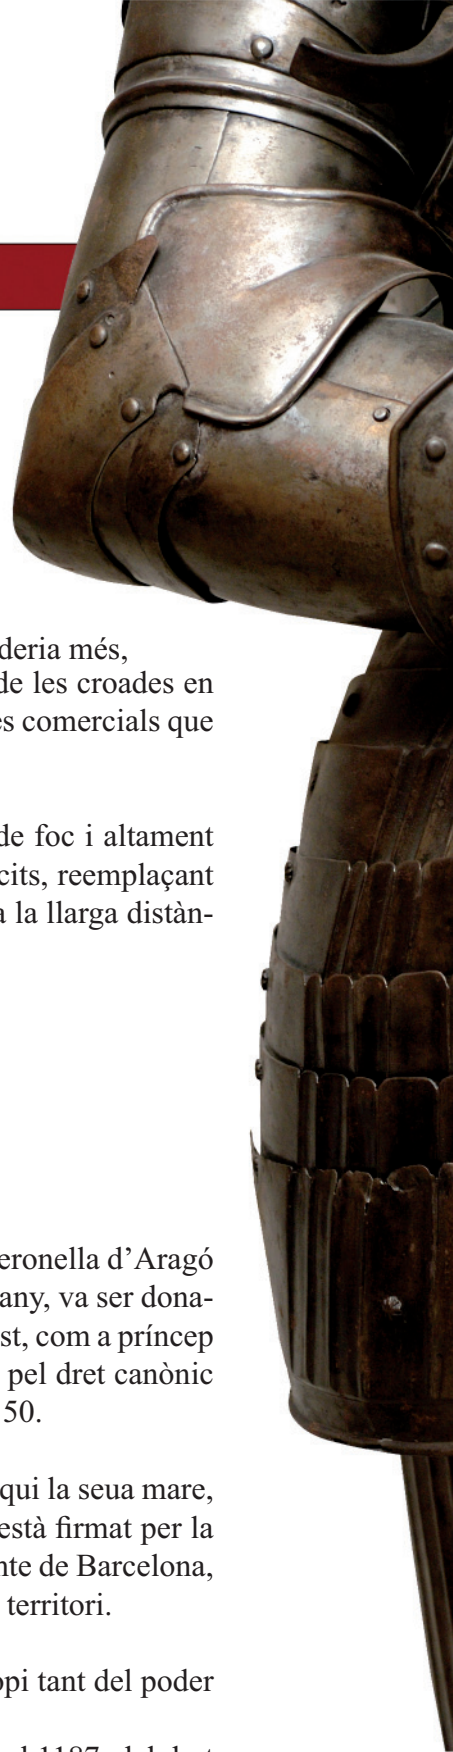 deria més,
de les croades en
es comercials que
de foc i altament
cits, reemplaçant
a la llarga distàn-
eronella d'Aragó
any, va ser dona-
st, com a príncep
pel dret canònic
50.
qui la seua mare,
està firmat per la
nte de Barcelona,
territori.
opi tant del poder